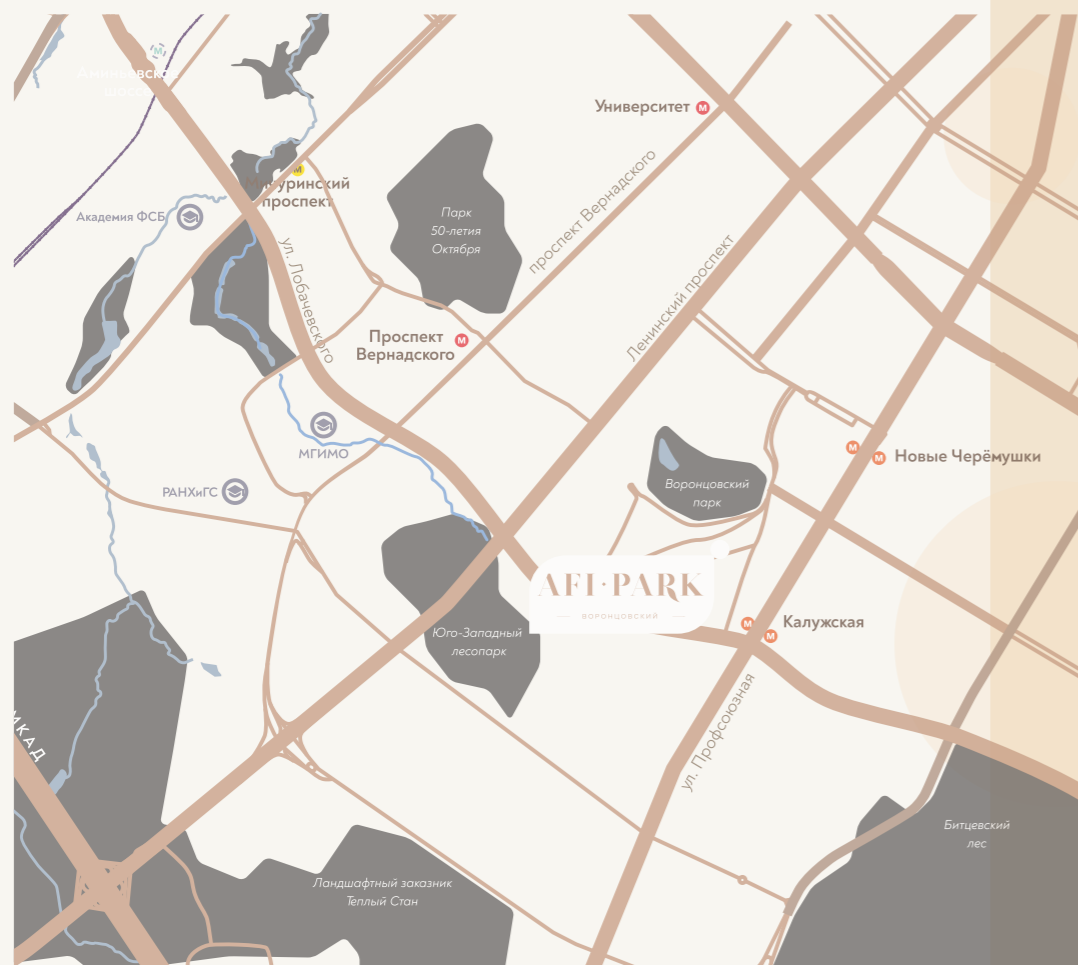 Аминьевское
шоссе
Университет
Мичуринский
проспект
Академия ФСБ
Парк
50-летия
Октября
проспект Вернадского
ул. Лобачевского
Ленинский проспект
Проспект
Вернадского
МГИМО
РАНХиГС
Новые Черёмушки
Воронцовский
парк
AFI·PARK
ВОРОНЦОВСКИЙ
Калужская
Юго-Западный
лесопарк
ул. Профсоюзная
МКАД
Битцевский
лес
Ландшафтный заказник
Теплый Стан